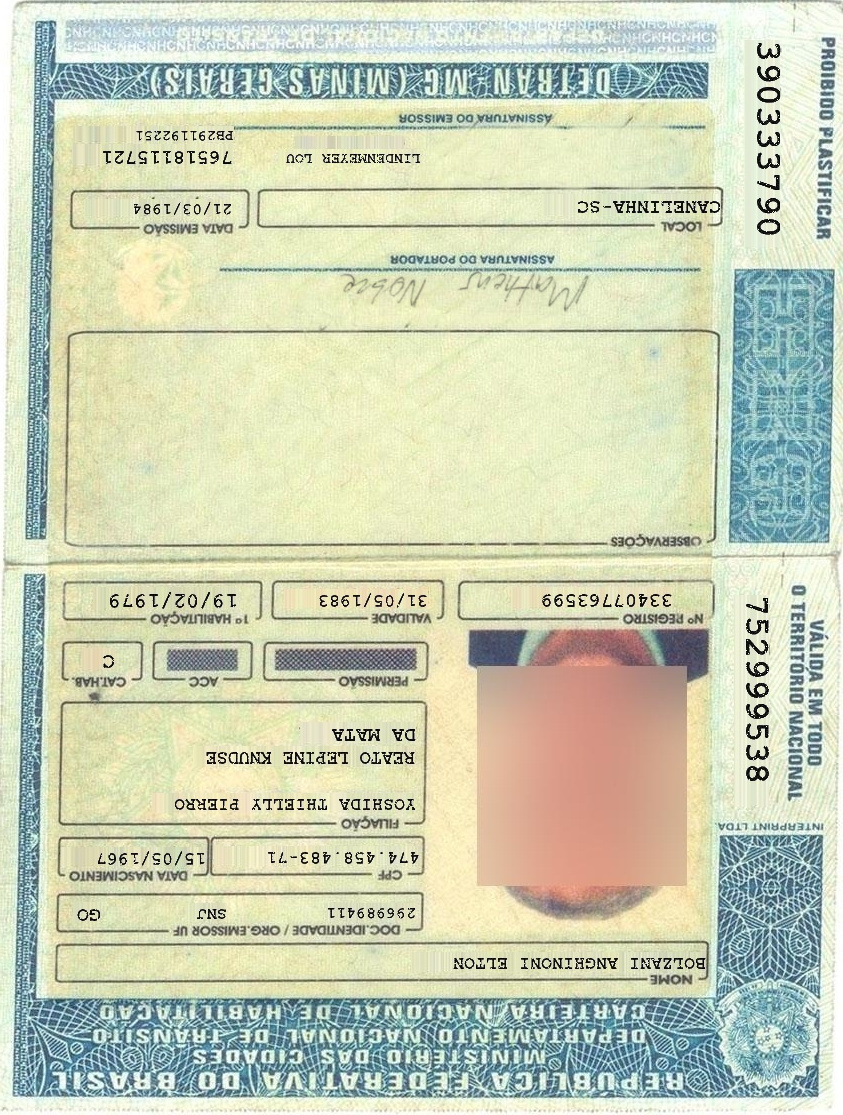 REPÚBLICA FEDERATIVA DO BRASIL
MINISTÉRIO DAS CIDADES
DEPARTAMENTO NACIONAL DE TRÂNSITO
CARTEIRA NACIONAL DE HABILITAÇÃO
NOME
BOLZANI ANGHINONI ELTON
DOC. IDENTIDADE / ORG. EMISSOR UF
296989411 SNJ GO
CPF
474.458.483-71
DATA NASCIMENTO
15/05/1967
FILIAÇÃO
YOSHIDA THIELLY PIERRO
REATO LEPINE KNUDSE
DA MATA
PERMISSÃO
ACC
CAT.HAB.
C
Nº REGISTRO
33407763599
VALIDADE
31/05/1983
1ª HABILITAÇÃO
19/02/1979
INTERPRINT LTDA
VÁLIDA EM TODO
O TERRITÓRIO NACIONAL
752999538
OBSERVAÇÕES
Matheus Nobre
ASSINATURA DO PORTADOR
LOCAL
CANELINHA-SC
DATA EMISSÃO
21/03/1984
LINDENMEYER LOU
76518115721
PB291192251
ASSINATURA DO EMISSOR
DETRAN-MG (MINAS GERAIS)
PROIBIDO PLASTIFICAR
390333790